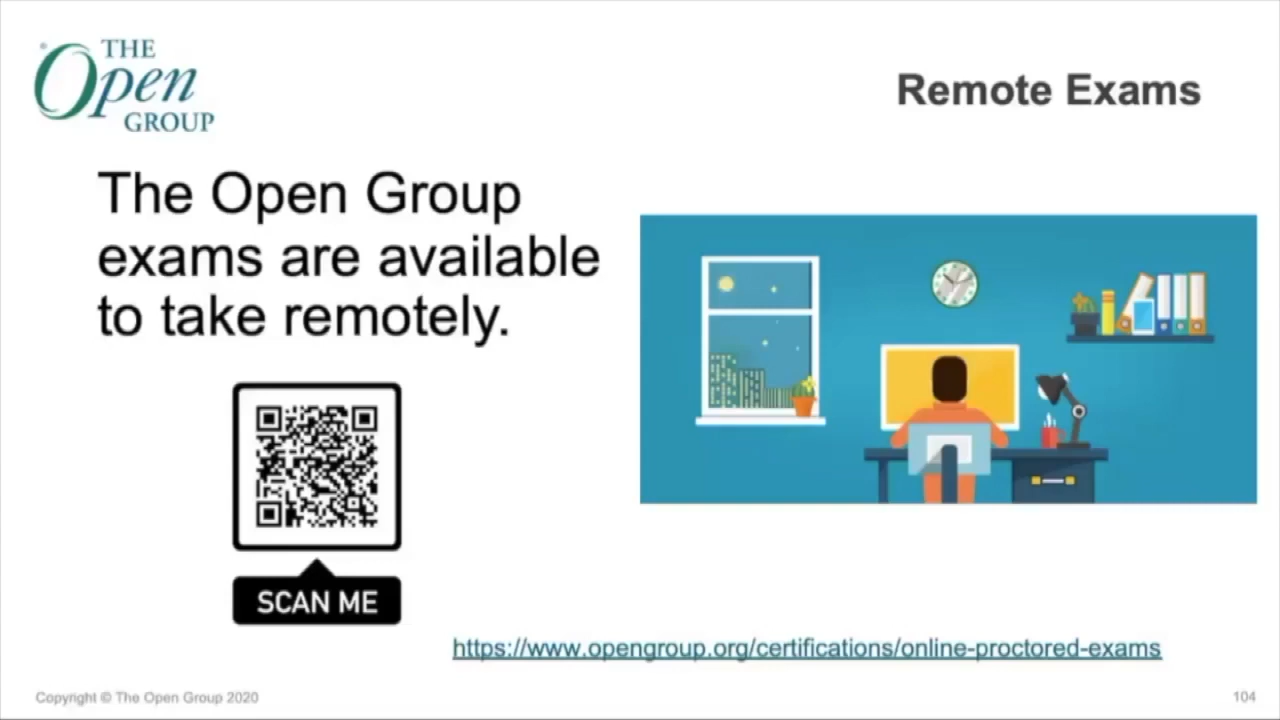 THE
Open
GROUP
Remote Exams
The Open Group
exams are available
to take remotely.
SCAN ME
https://www.opengroup.org/certifications/online-proctored-exams
Copyright © The Open Group 2020
104